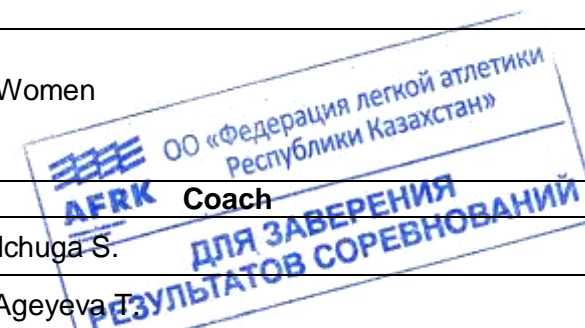 Women
ОО «Федерация легкой атлетики
Республики Казахстан»
AFRK
Coach
ДЛЯ ЗАВЕРЕНИЯ
РЕЗУЛЬТАТОВ СОРЕВНОВАНИЙ
lchuga S.
Ageyeva T.